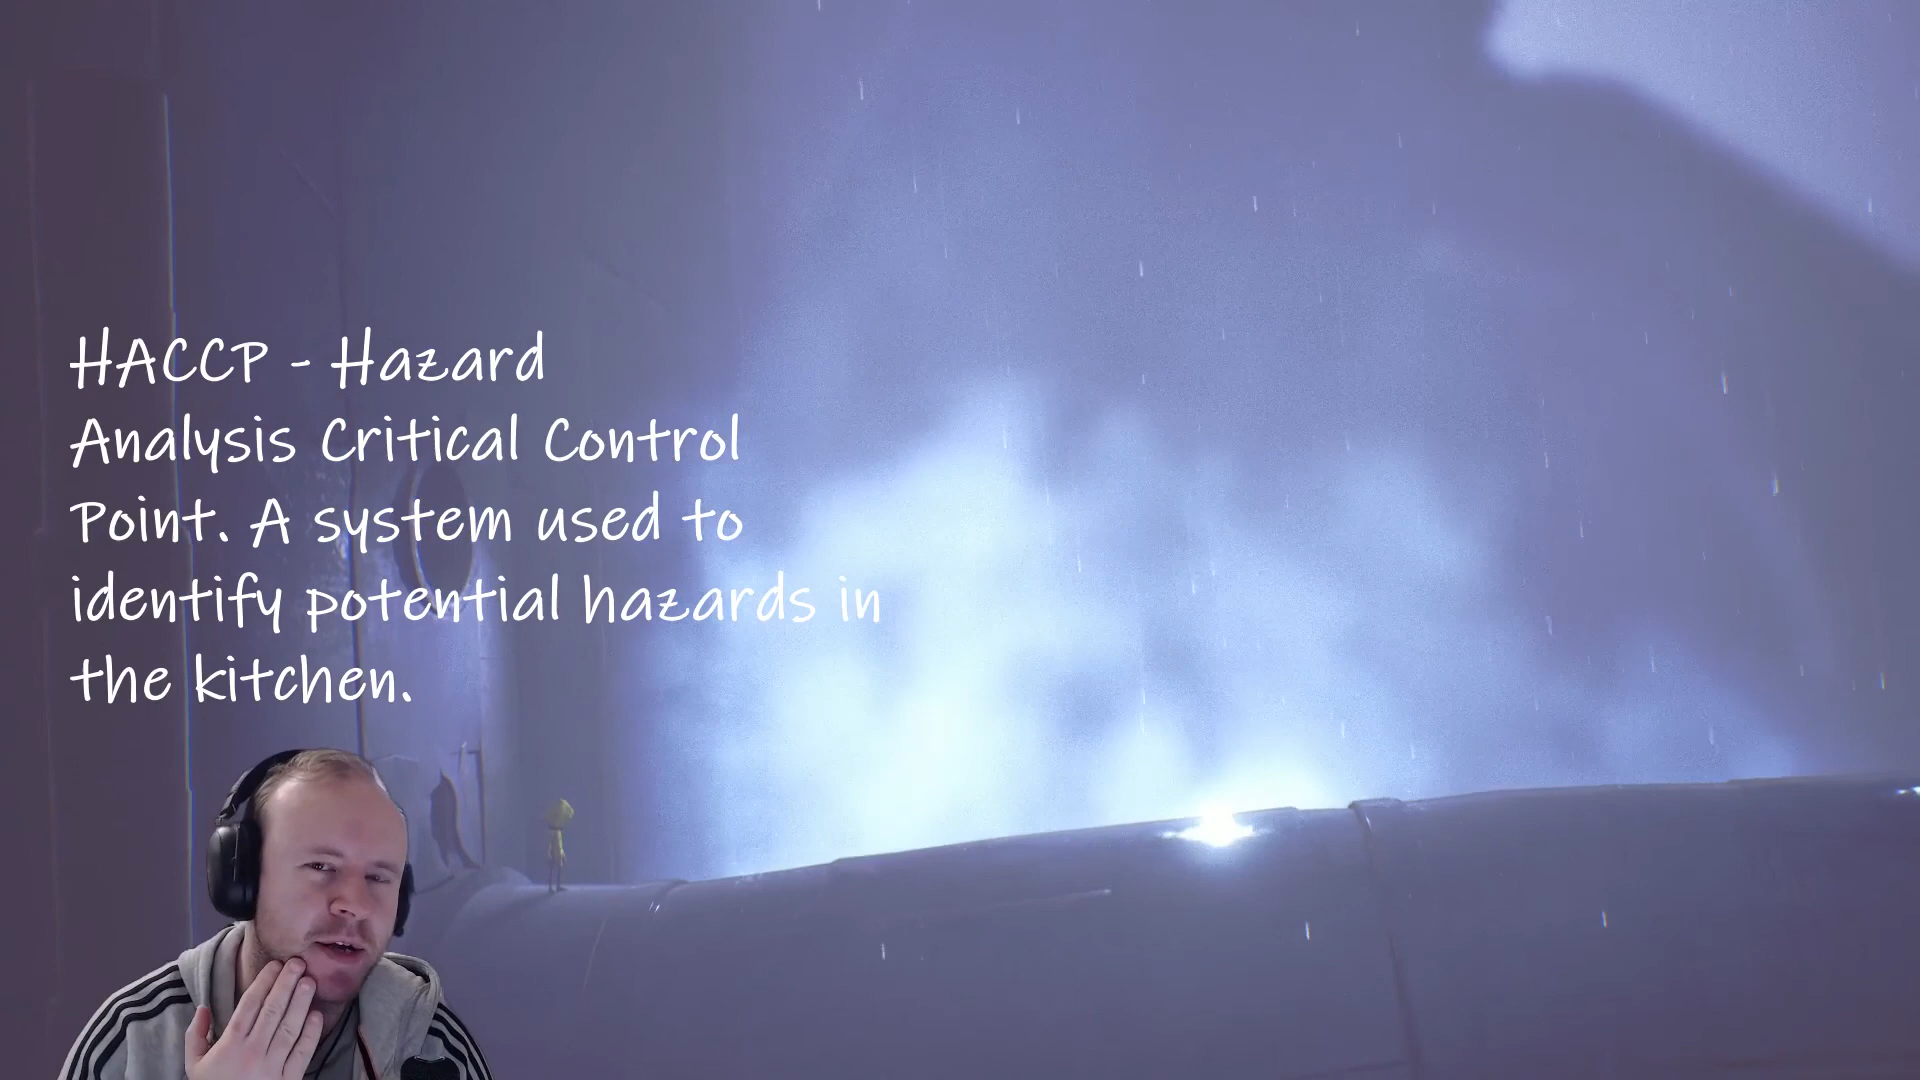 HACCP - Hazard
Analysis Critical Control
Point. A system used to
identify potential hazards in
the kitchen.